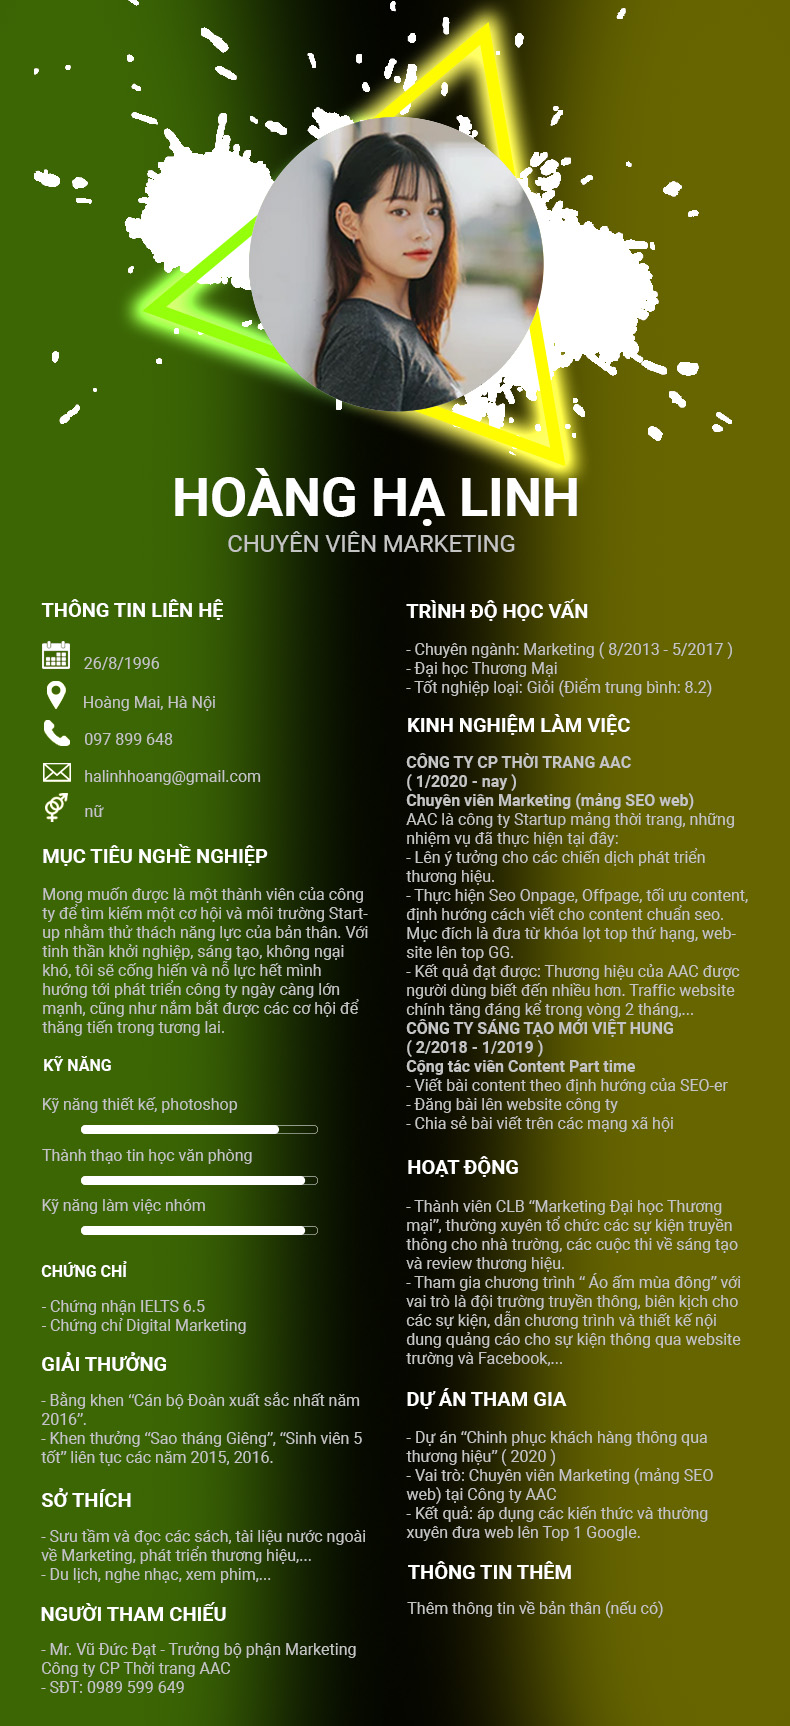 HOÀNG HẠ LINH
CHUYÊN VIÊN MARKETING
THÔNG TIN LIÊN HỆ
26/8/1996
Hoàng Mai, Hà Nội
097 899 648
halinhhoang@gmail.com
nữ
MỤC TIÊU NGHỀ NGHIỆP
Mong muốn được là một thành viên của công
ty để tìm kiếm một cơ hội và môi trường Start-
up nhằm thử thách năng lực của bản thân. Với
tinh thần khởi nghiệp, sáng tạo, không ngại
khó, tôi sẽ cống hiến và nỗ lực hết mình
hướng tới phát triển công ty ngày càng lớn
mạnh, cũng như nắm bắt được các cơ hội để
thăng tiến trong tương lai.
KỸ NĂNG
Kỹ năng thiết kế, photoshop
Thành thạo tin học văn phòng
Kỹ năng làm việc nhóm
CHỨNG CHỈ
- Chứng nhận IELTS 6.5
- Chứng chỉ Digital Marketing
GIẢI THƯỞNG
- Bằng khen “Cán bộ Đoàn xuất sắc nhất năm
2016”.
- Khen thưởng “Sao tháng Giêng”, “Sinh viên 5
tốt” liên tục các năm 2015, 2016.
SỞ THÍCH
- Sưu tầm và đọc các sách, tài liệu nước ngoài
về Marketing, phát triển thương hiệu,...
- Du lịch, nghe nhạc, xem phim,...
NGƯỜI THAM CHIẾU
- Mr. Vũ Đức Đạt - Trưởng bộ phận Marketing
Công ty CP Thời trang AAC
- SĐT: 0989 599 649
TRÌNH ĐỘ HỌC VẤN
- Chuyên ngành: Marketing ( 8/2013 - 5/2017 )
- Đại học Thương Mại
- Tốt nghiệp loại: Giỏi (Điểm trung bình: 8.2)
KINH NGHIỆM LÀM VIỆC
CÔNG TY CP THỜI TRANG AAC
( 1/2020 - nay )
Chuyên viên Marketing (mảng SEO web)
AAC là công ty Startup mảng thời trang, những
nhiệm vụ đã thực hiện tại đây:
- Lên ý tưởng cho các chiến dịch phát triển
thương hiệu.
- Thực hiện Seo Onpage, Offpage, tối ưu content,
định hướng cách viết cho content chuẩn seo.
Mục đích là đưa từ khóa lọt top thứ hạng, web-
site lên top GG.
- Kết quả đạt được: Thương hiệu của AAC được
người dùng biết đến nhiều hơn. Traffic website
chính tăng đáng kể trong vòng 2 tháng,...
CÔNG TY SÁNG TẠO MỚI VIỆT HUNG
( 2/2018 - 1/2019 )
Cộng tác viên Content Part time
- Viết bài content theo định hướng của SEO-er
- Đăng bài lên website công ty
- Chia sẻ bài viết trên các mạng xã hội
HOẠT ĐỘNG
- Thành viên CLB “Marketing Đại học Thương
mại”, thường xuyên tổ chức các sự kiện truyền
thông cho nhà trường, các cuộc thi về sáng tạo
và review thương hiệu.
- Tham gia chương trình “ Áo ấm mùa đông” với
vai trò là đội trường truyền thông, biên kịch cho
các sự kiện, dẫn chương trình và thiết kế nội
dung quảng cáo cho sự kiện thông qua website
trường và Facebook,...
DỰ ÁN THAM GIA
- Dự án “Chinh phục khách hàng thông qua
thương hiệu” ( 2020 )
- Vai trò: Chuyên viên Marketing (mảng SEO
web) tại Công ty AAC
- Kết quả: áp dụng các kiến thức và thường
xuyên đưa web lên Top 1 Google.
THÔNG TIN THÊM
Thêm thông tin về bản thân (nếu có)